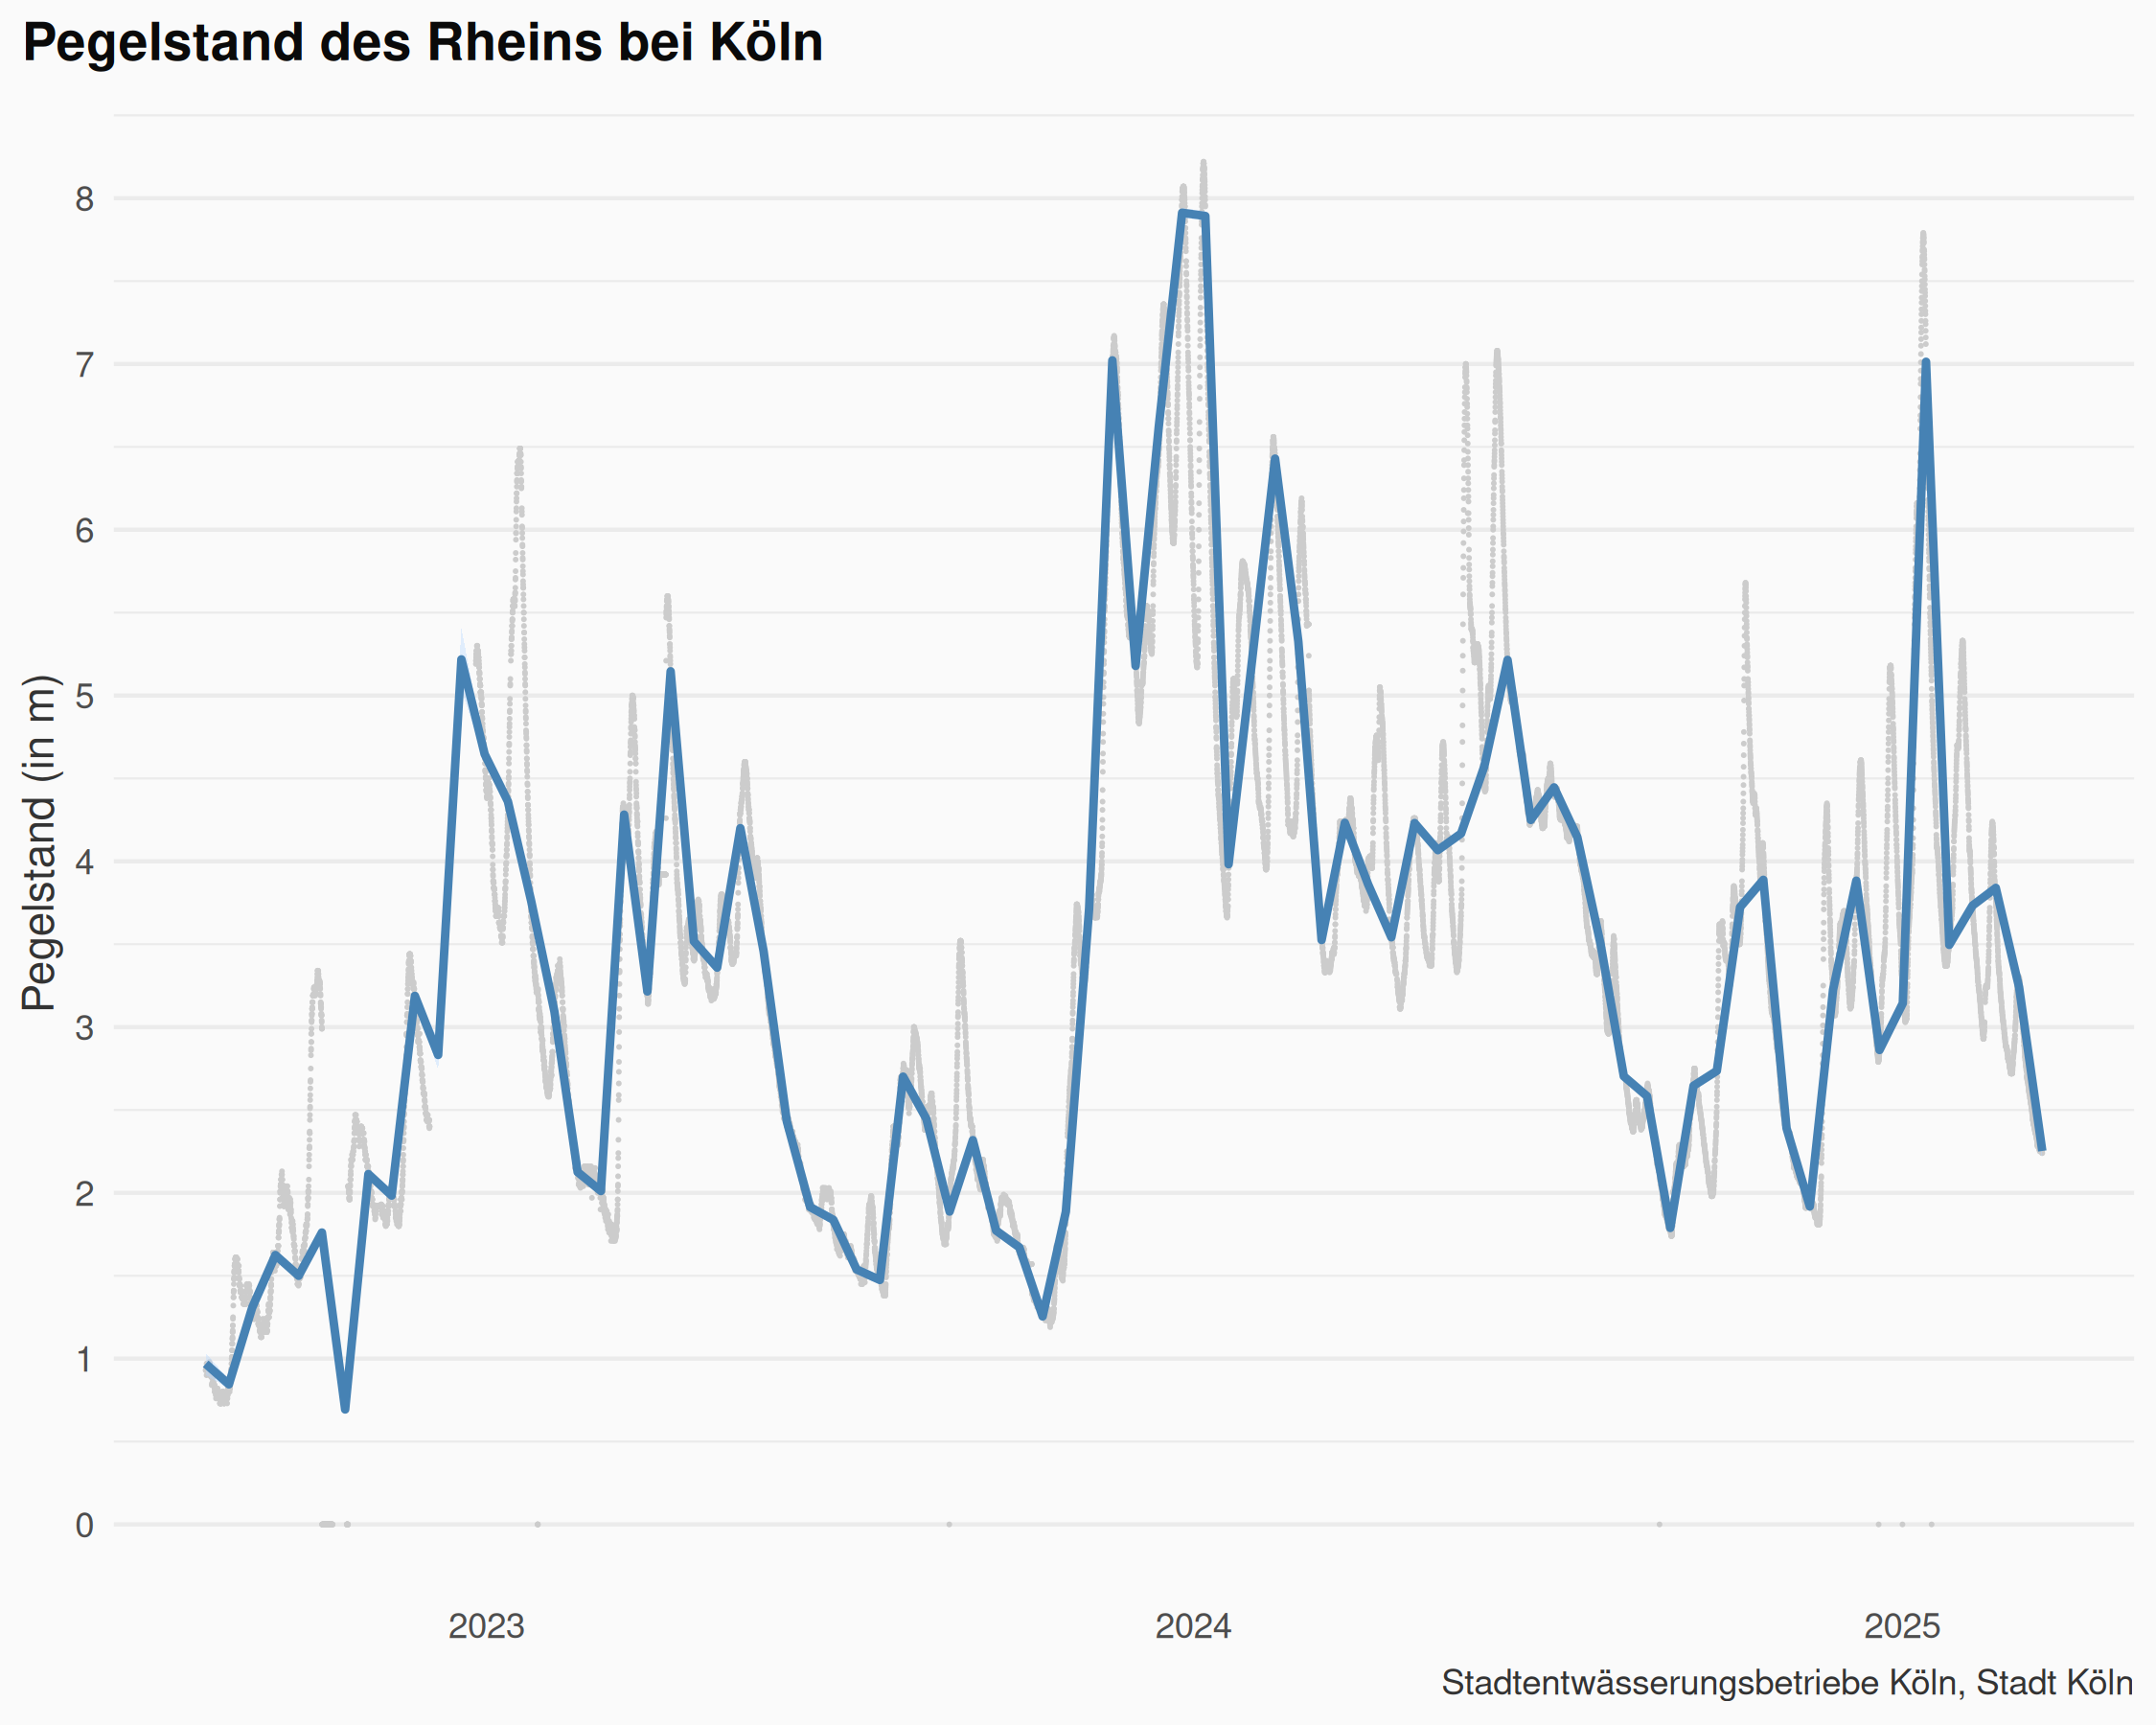 Pegelstand des Rheins bei Köln
Pegelstand (in m)
8
7
6
5
4
3
2
1
0
2023 2024 2025
Stadtentwässerungsbetriebe Köln, Stadt Köln